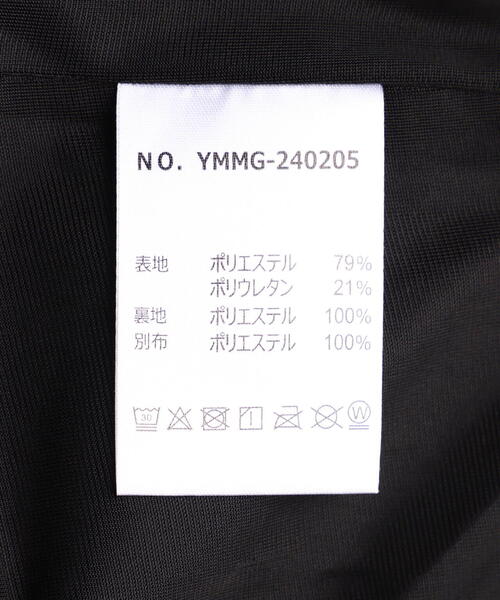 NO. YMMG-240205
表地 ポリエステル 79%
ポリウレタン 21%
裏地 ポリエステル 100%
別布 ポリエステル 100%
30 W